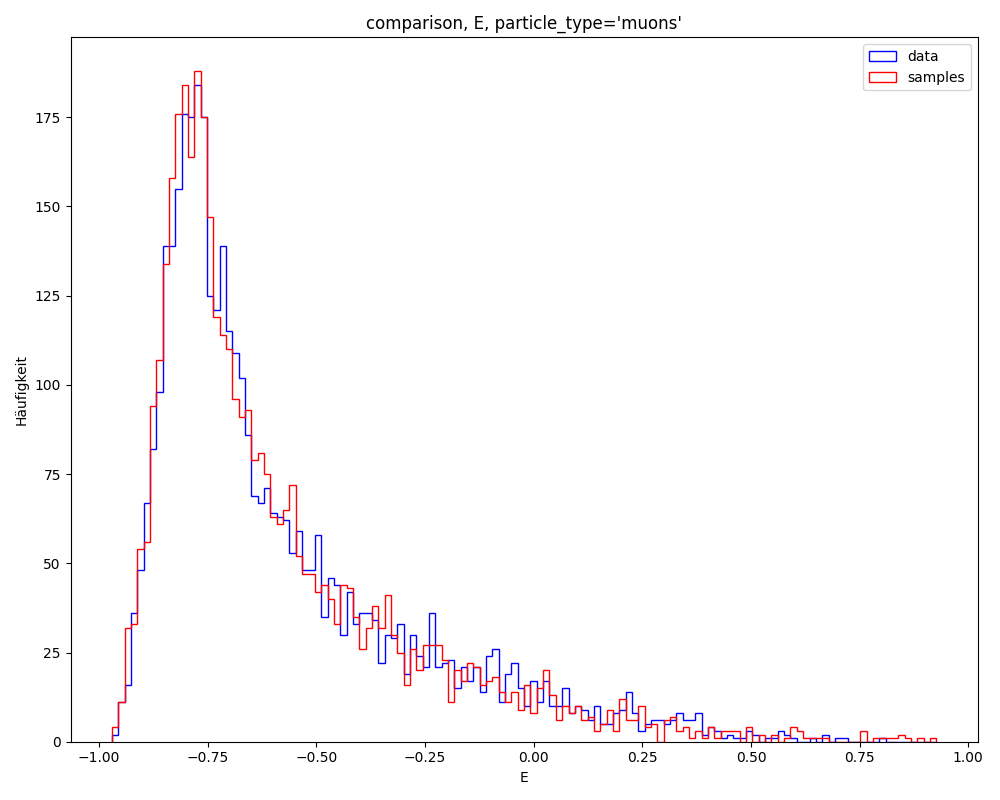 comparison, E, particle_type='muons'
data
samples
Häufigkeit
175
150
125
100
75
50
25
0
−1.00 −0.75 −0.50 −0.25 0.00 0.25 0.50 0.75 1.00
E